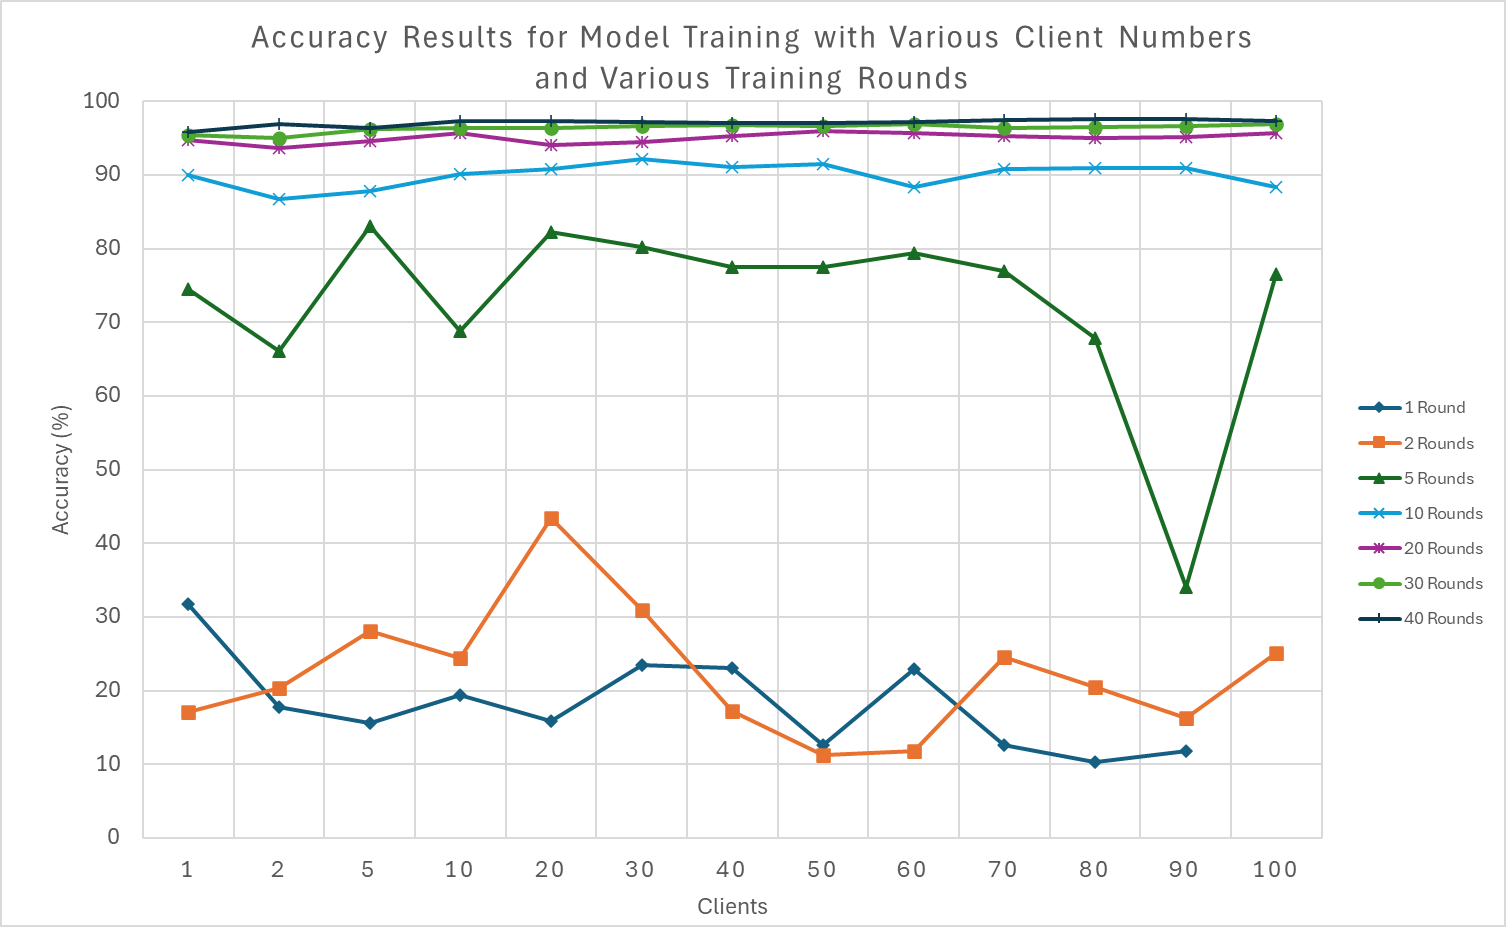 Accuracy Results for Model Training with Various Client Numbers
and Various Training Rounds
100
90
80
70
60
50
40
30
20
10
0
Accuracy (%)
1 2 5 10 20 30 40 50 60 70 80 90 100
Clients
1 Round
2 Rounds
5 Rounds
10 Rounds
20 Rounds
30 Rounds
40 Rounds